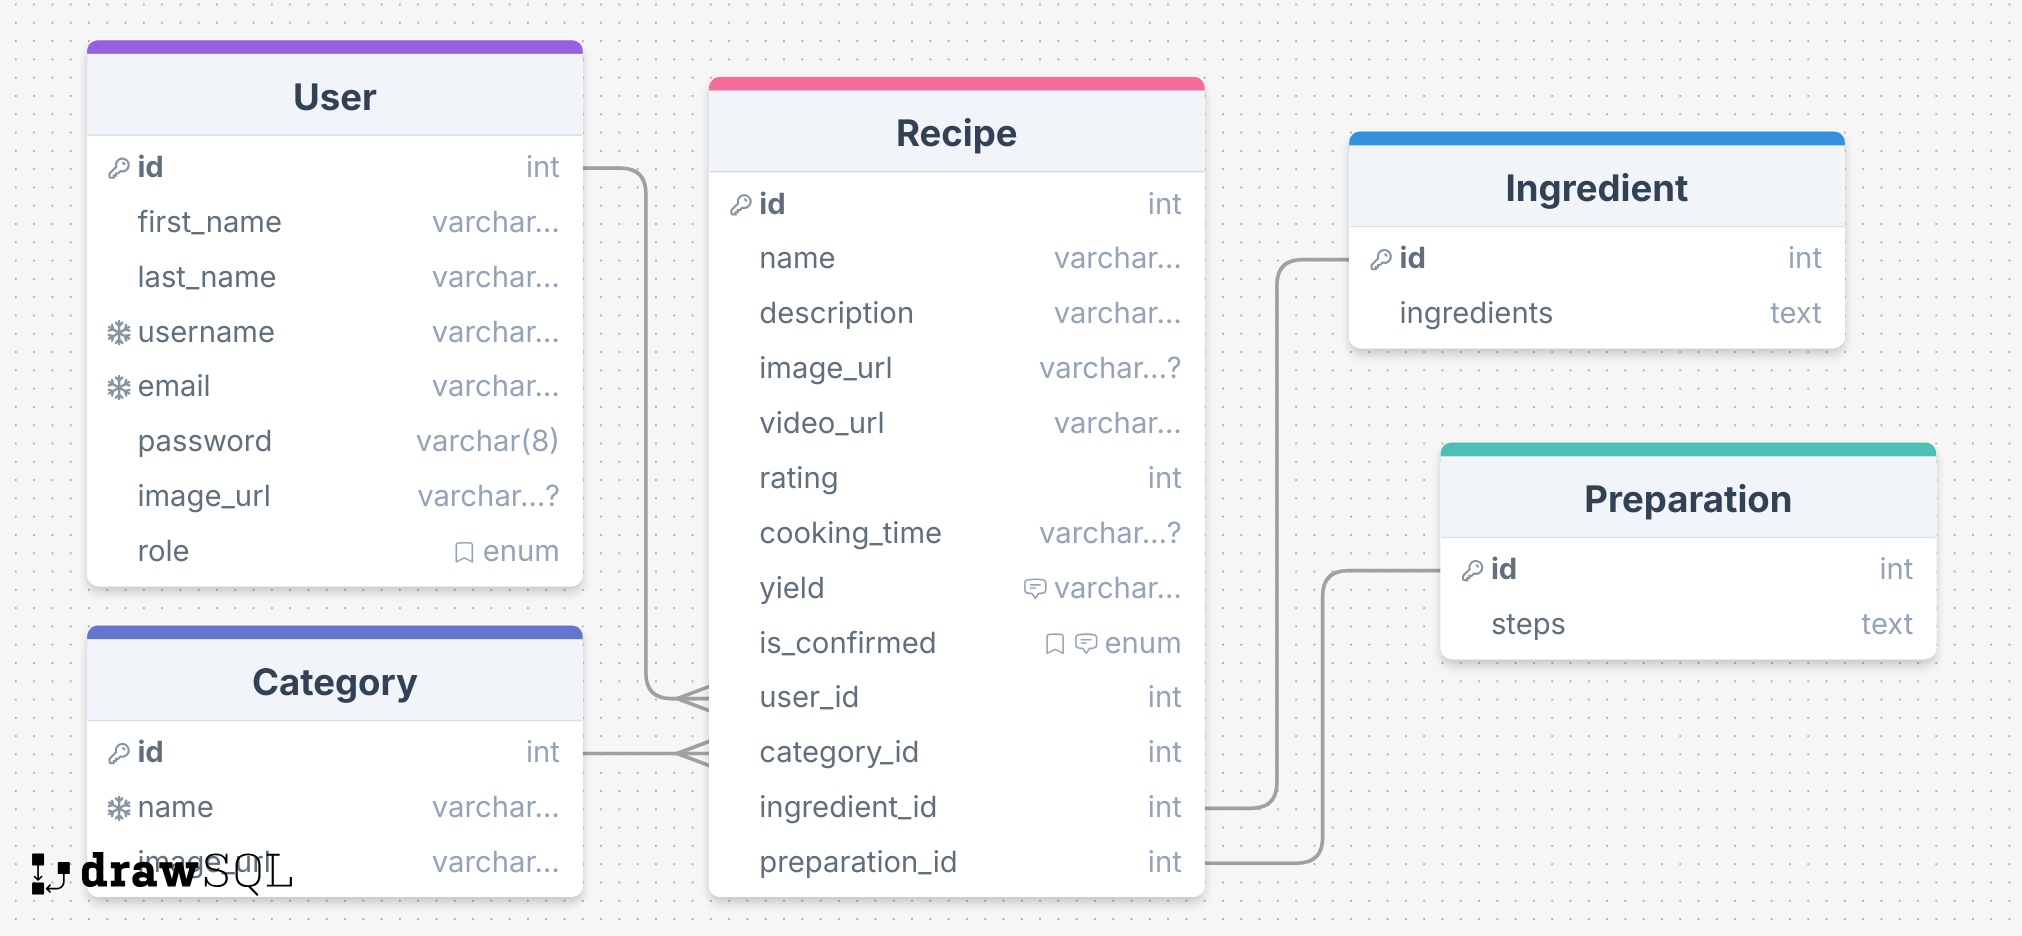 User
id int
first_name varchar...
last_name varchar...
username varchar...
email varchar...
password varchar(8)
image_url varchar...?
role enum
Category
id int
name varchar...
image_url varchar...
drawSQL
Recipe
id int
name varchar...
description varchar...
image_url varchar...?
video_url varchar...
rating int
cooking_time varchar...?
yield varchar...
is_confirmed enum
user_id int
category_id int
ingredient_id int
preparation_id int
Ingredient
id int
ingredients text
Preparation
id int
steps text